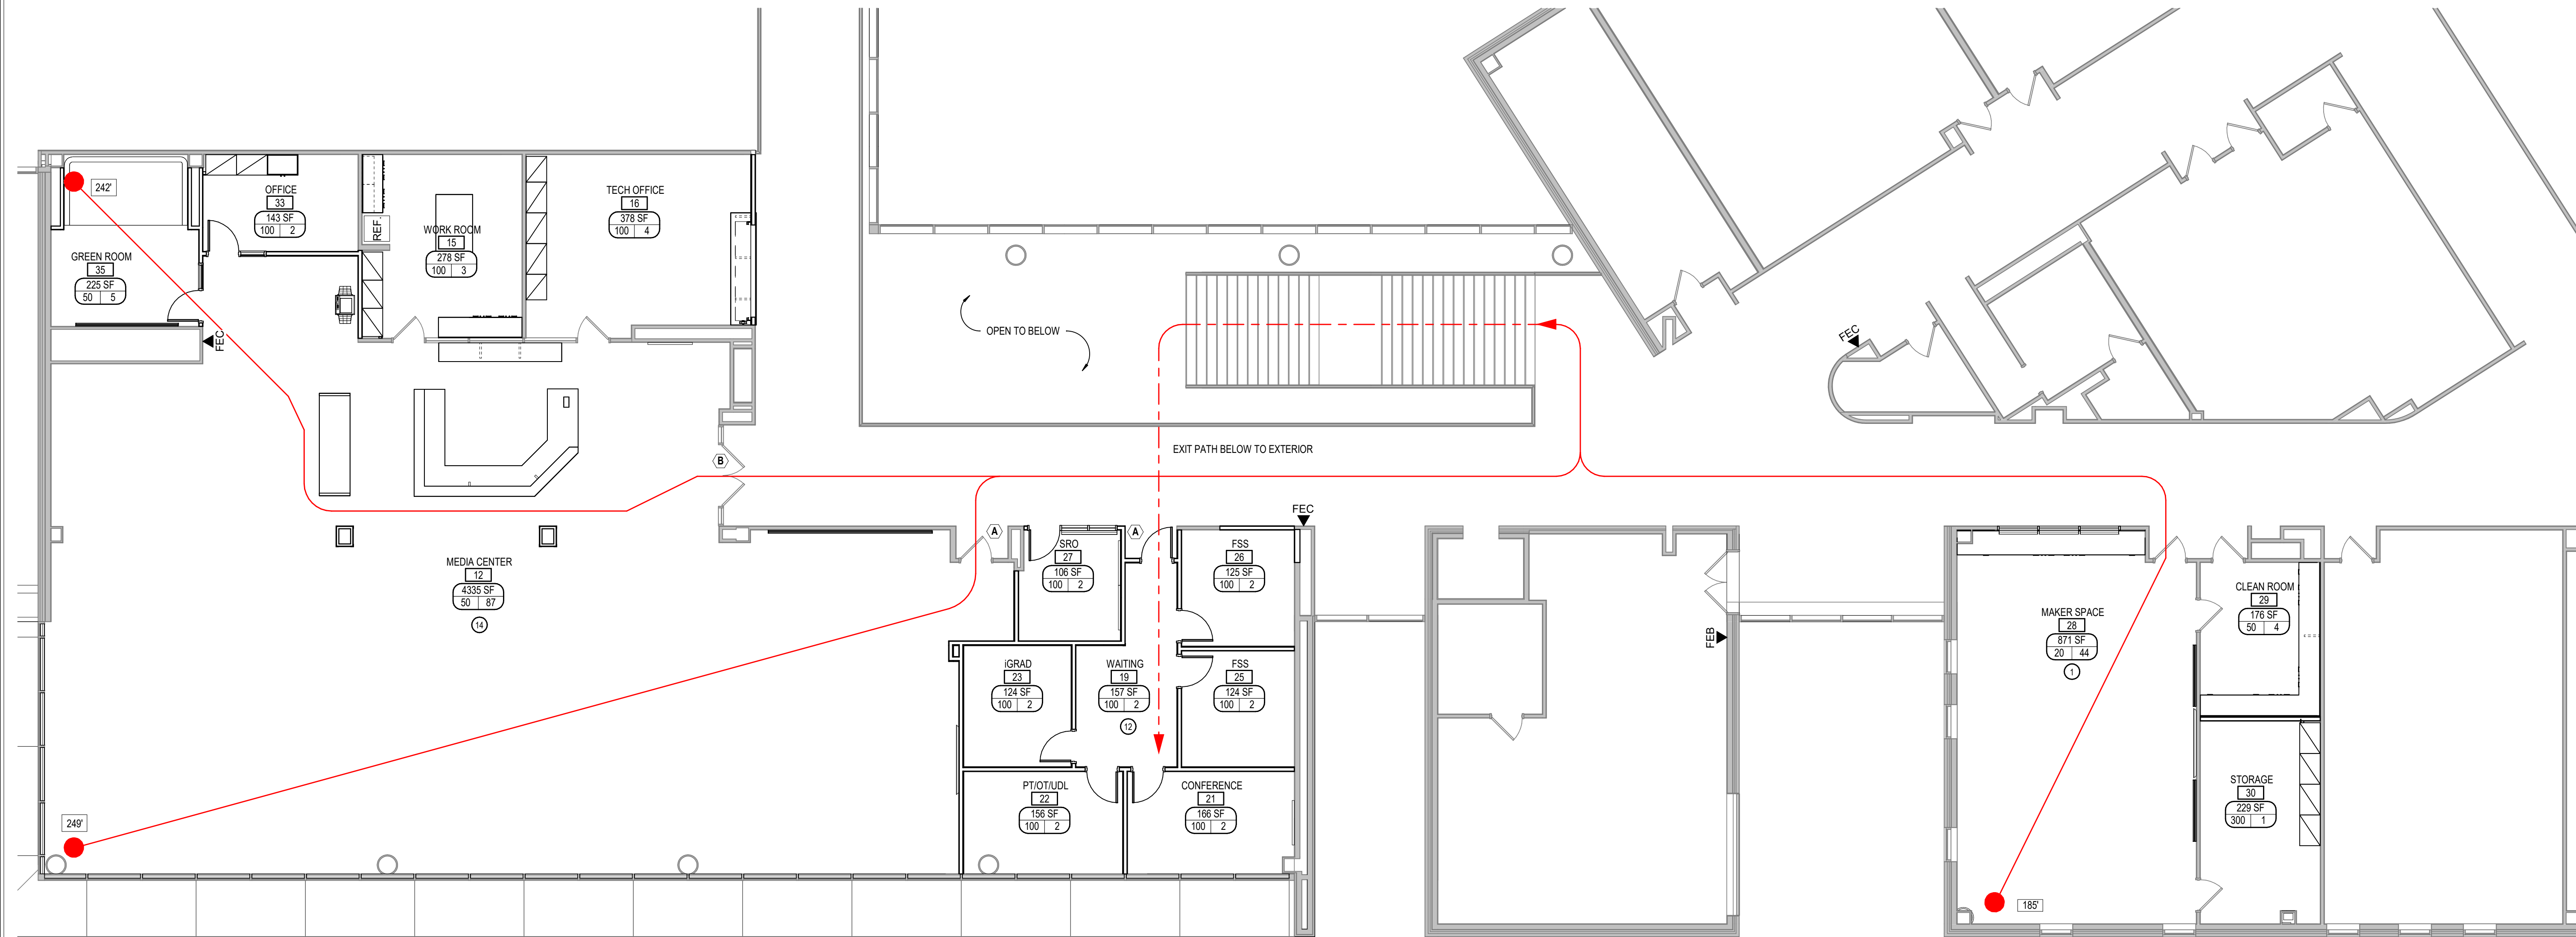 242'
OFFICE
33
143 SF
100 2
REF.
WORK ROOM
15
278 SF
100 3
TECH OFFICE
16
378 SF
100 4
GREEN ROOM
35
225 SF
50 5
FEC
OPEN TO BELOW
FEC
B
EXIT PATH BELOW TO EXTERIOR
FEC
A
A
MEDIA CENTER
12
4335 SF
50 87
14
SRO
27
106 SF
100 2
FSS
26
125 SF
100 2
iGRAD
23
124 SF
100 2
WAITING
19
157 SF
100 2
12
FSS
25
124 SF
100 2
FEB
MAKER SPACE
28
871 SF
20 44
1
CLEAN ROOM
29
176 SF
50 4
249'
PT/OT/UDL
22
156 SF
100 2
CONFERENCE
21
166 SF
100 2
STORAGE
30
229 SF
300 1
185'